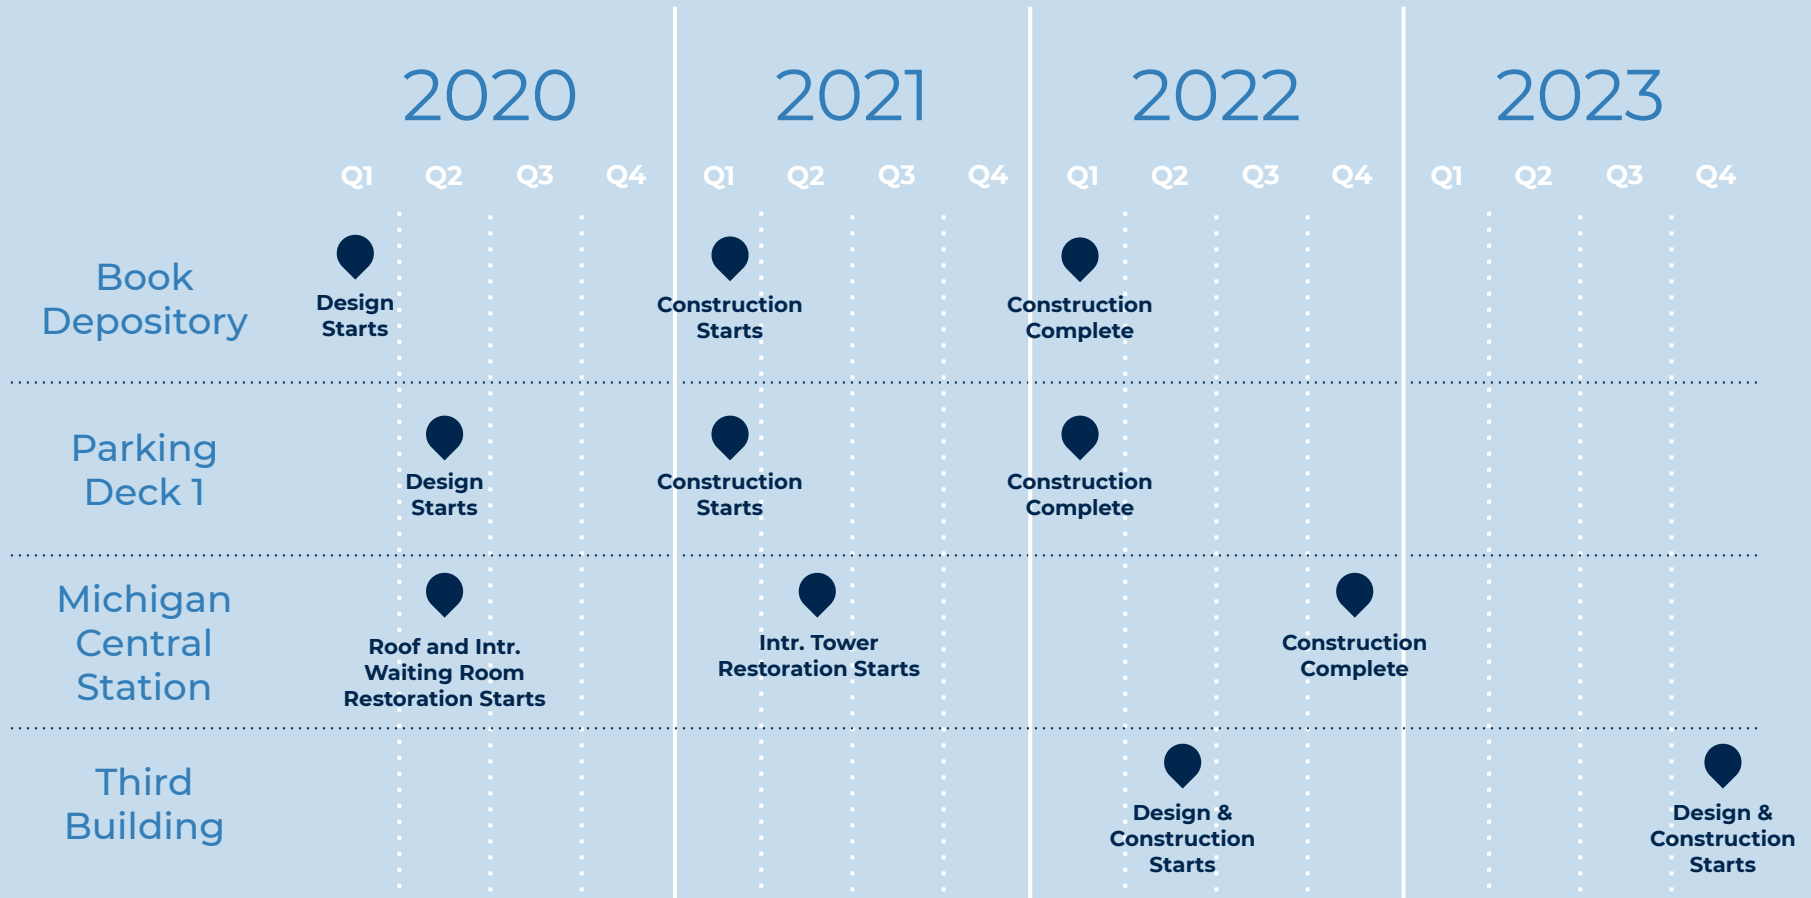 2020 2021 2022 2023
Q1 Q2 Q3 Q4 Q1 Q2 Q3 Q4 Q1 Q2 Q3 Q4 Q1 Q2 Q3 Q4
Book
Depository
Design
Starts
Construction
Starts
Construction
Complete
Parking
Deck 1
Design
Starts
Construction
Starts
Construction
Complete
Michigan
Central
Station
Roof and Intr.
Waiting Room
Restoration Starts
Intr. Tower
Restoration Starts
Construction
Complete
Third
Building
Design &
Construction
Starts
Design &
Construction
Starts